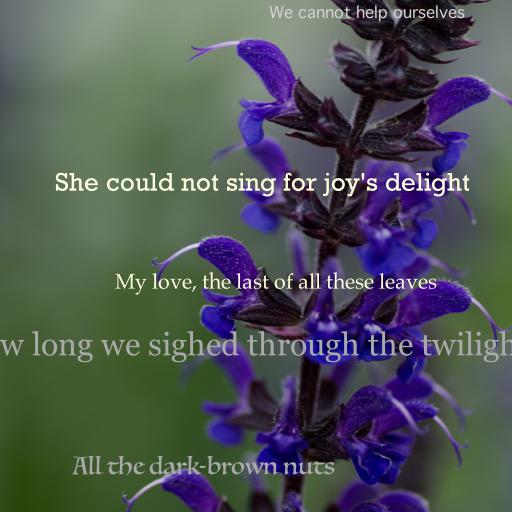 We cannot help ourselves
She could not sing for joy's delight
My love, the last of all these leaves
long we sighed through the
All the dark-brown nuts